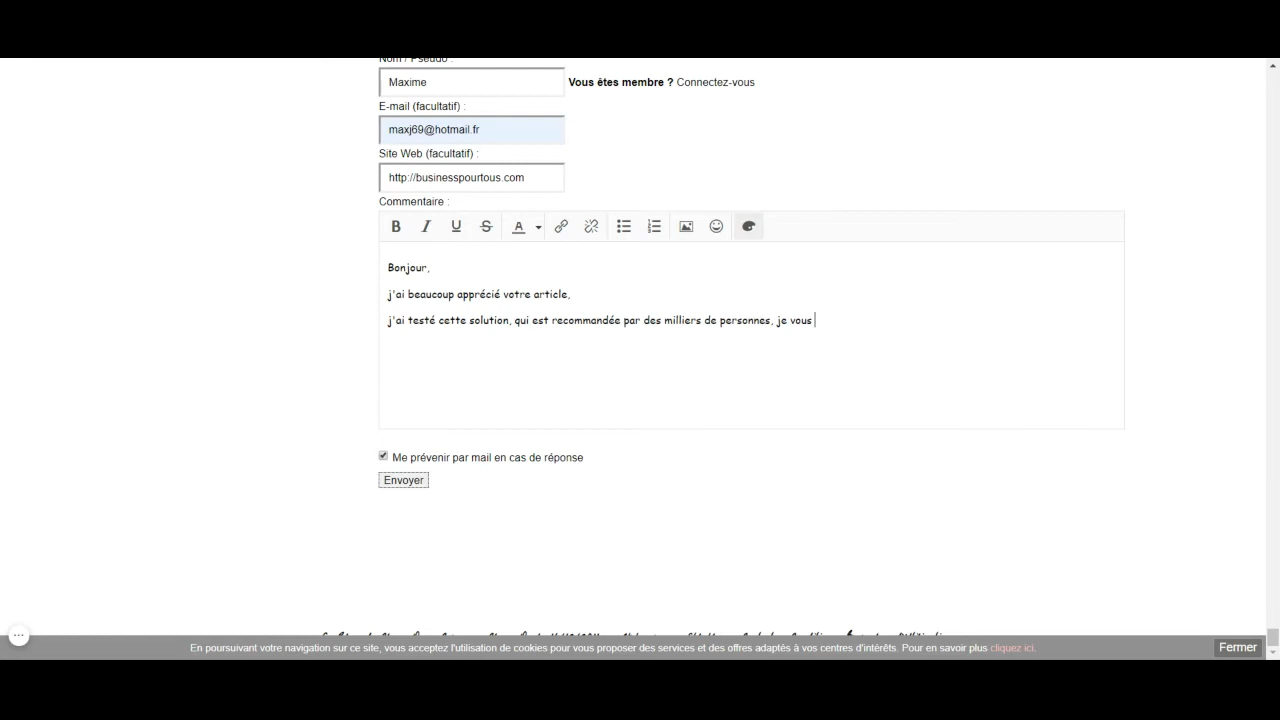 Nom / Pseudo :
Maxime
Vous êtes membre ? Connectez-vous
E-mail (facultatif) :
maxj69@hotmail.fr
Site Web (facultatif) :
http://businesspourtous.com
Commentaire :
B I U S A
Bonjour,
j'ai beaucoup apprécié votre article,
j'ai testé cette solution, qui est recommandée par des milliers de personnes, je vous
Me prévenir par mail en cas de réponse
Envoyer
En poursuivant votre navigation sur ce site, vous acceptez l'utilisation de cookies pour vous proposer des services et des offres adaptés à vos centres d'intérêts. Pour en savoir plus cliquez ici.
Fermer